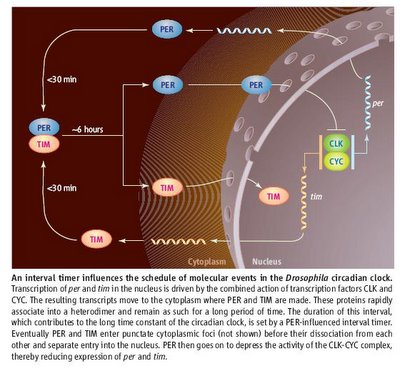 PER
PER
PER
<30 min
PER
TIM
~6 hours
per
CLK
CYC
<30 min
TIM
TIM
tim
TIM
Cytoplasm
Nucleus
An interval timer influences the schedule of molecular events in the Drosophila circadian clock.
Transcription of per and tim in the nucleus is driven by the combined action of transcription factors CLK and
CYC. The resulting transcripts move to the cytoplasm where PER and TIM are made. These proteins rapidly
associate into a heterodimer and remain as such for a long period of time. The duration of this interval,
which contributes to the long time constant of the circadian clock, is set by a PER-influenced interval timer.
Eventually PER and TIM enter punctate cytoplasmic foci (not shown) before their dissociation from each
other and separate entry into the nucleus. PER then goes on to depress the activity of the CLK-CYC complex,
thereby reducing expression of per and tim.